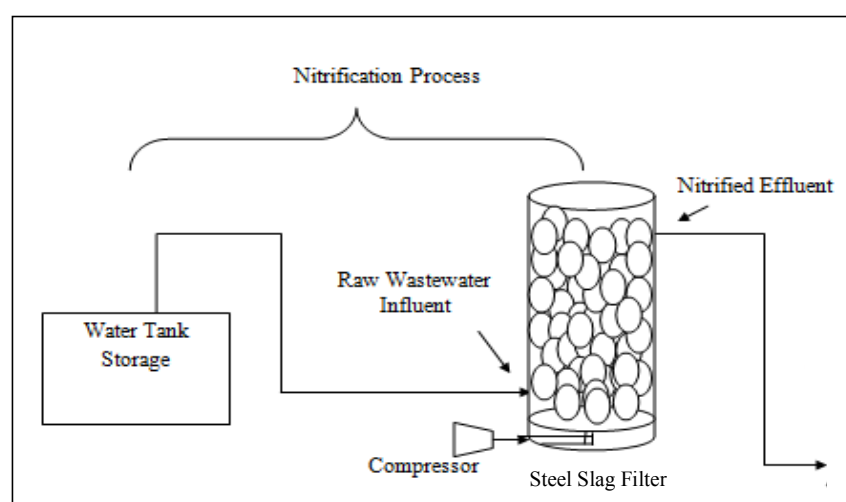 Nitrification Process
Nitrified Effluent
Raw Wastewater
Influent
Water Tank
Storage
Compressor
Steel Slag Filter